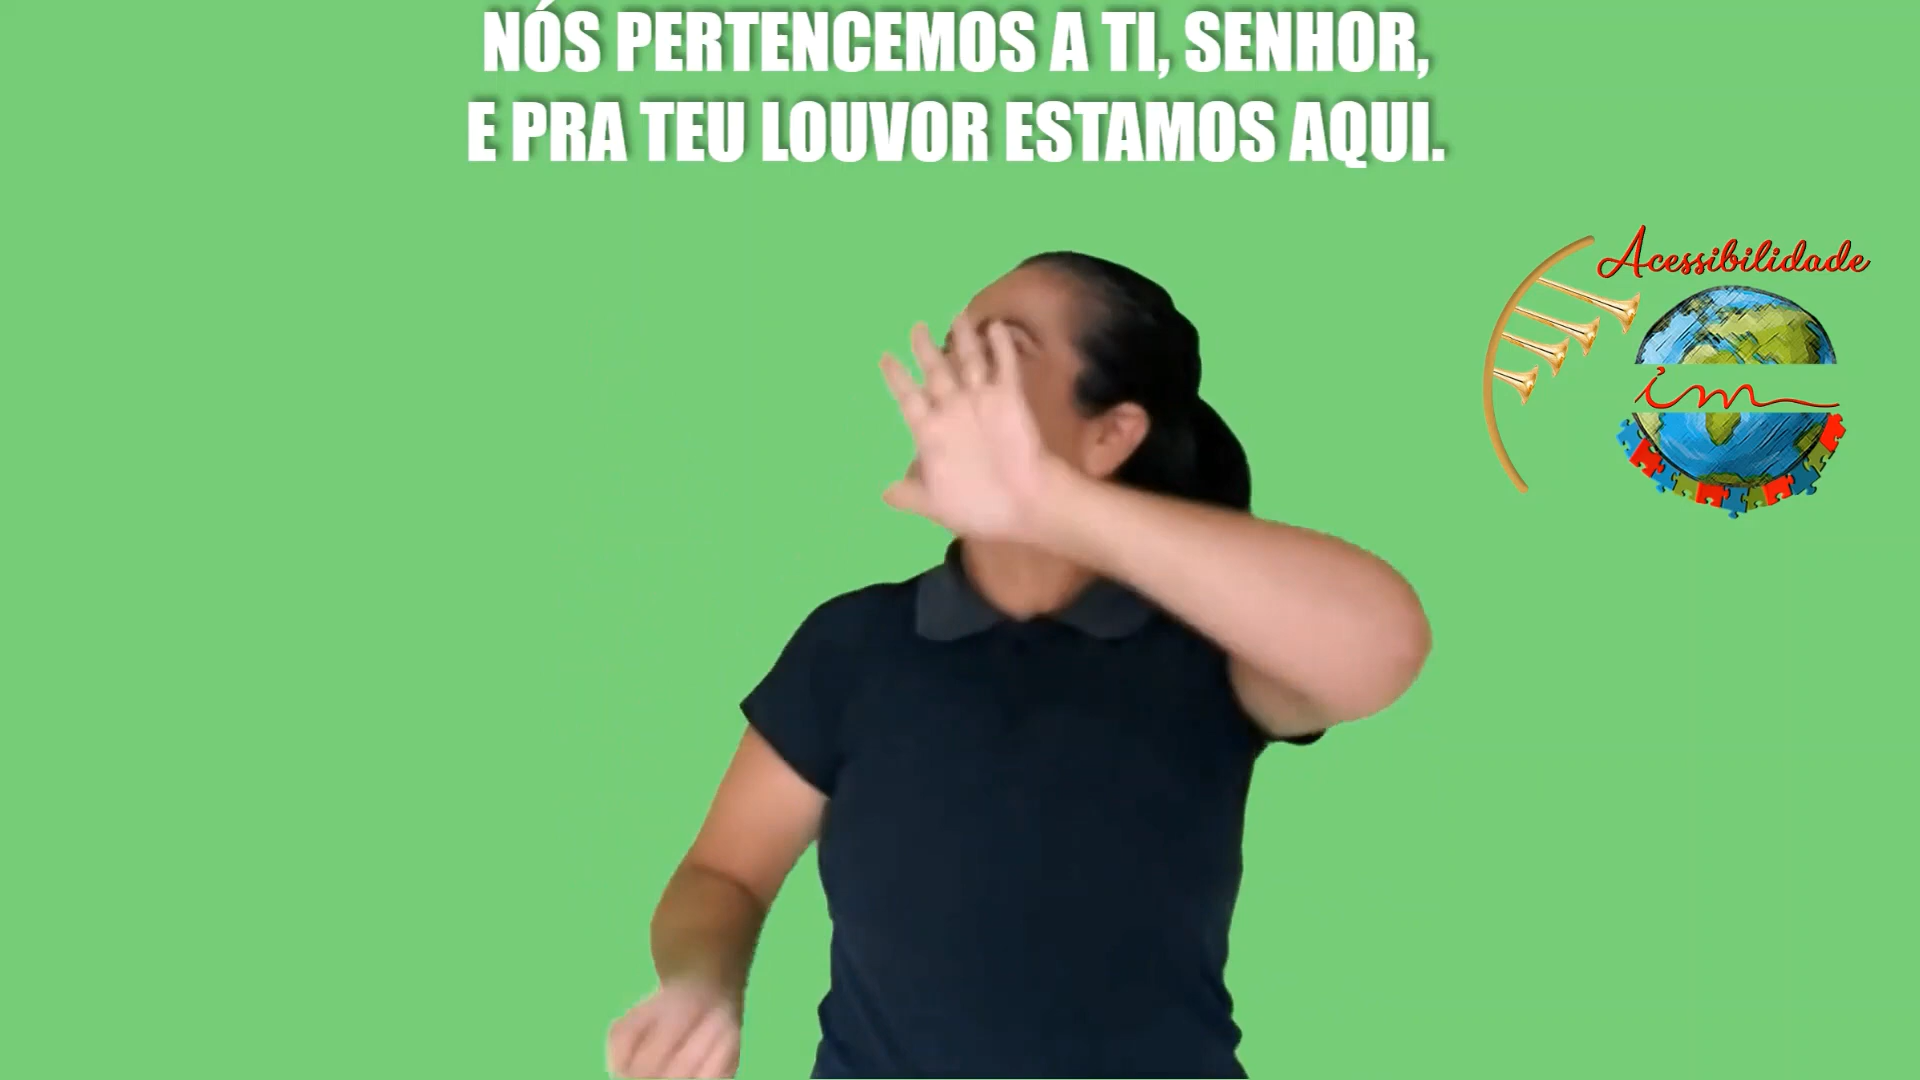 NÓS PERTENCEMOS A TI, SENHOR,
E PRA TEU LOUVOR ESTAMOS AQUI.
Acessibilidade
im